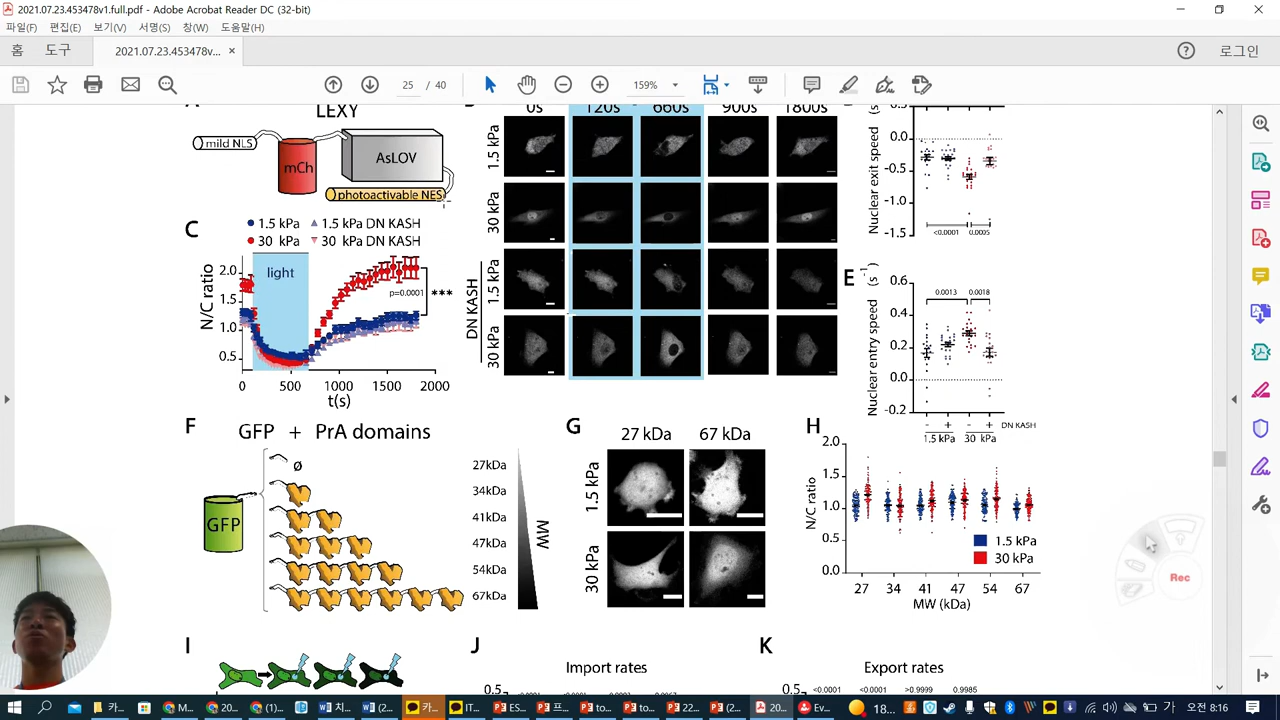 2021.07.23.453478v1.full.pdf - Adobe Acrobat Reader DC (32-bit)
파일(F) 편집(E) 보기(V) 서명(S) 창(W) 도움말(H)
홈 도구 2021.07.23.453478v... × 로그인
25 / 40 159%
LEXY
mild NLS
mCh
AsLOV
photoactivable NES
0s 120s 660s 900s 1800s
1.5 kPa
30 kPa
1.5 kPa
30 kPa
DN KASH
Nuclear exit speed (s
0.0
-0.5
-1.0
-1.5
<0.0001 0.0005
C
1.5 kPa 1.5 kPa DN KASH
30 kPa 30 kPa DN KASH
light
N/C ratio
2.0
1.5
1.0
0.5
p=0.0001 ***
0 500 1000 1500 2000
t(s)
E
Nuclear entry speed (s-1
0.6
0.4
0.2
0.0
-0.2
0.0013 0.0018
- + - + DN KASH
1.5 kPa 30 kPa
F
GFP + PrA domains
ø
GFP
27kDa
34kDa
41kDa
47kDa
54kDa
67kDa
MW
G
27 kDa 67 kDa
1.5 kPa
30 kPa
H
N/C ratio
2.0
1.5
1.0
0.5
0.0
1.5 kPa
30 kPa
27 34 41 47 54 67
MW (kDa)
Rec
I
J
Import rates
0.5
K
Export rates
0.5
<0.0001 <0.0001 >0.9999 0.9985
오전 8:16